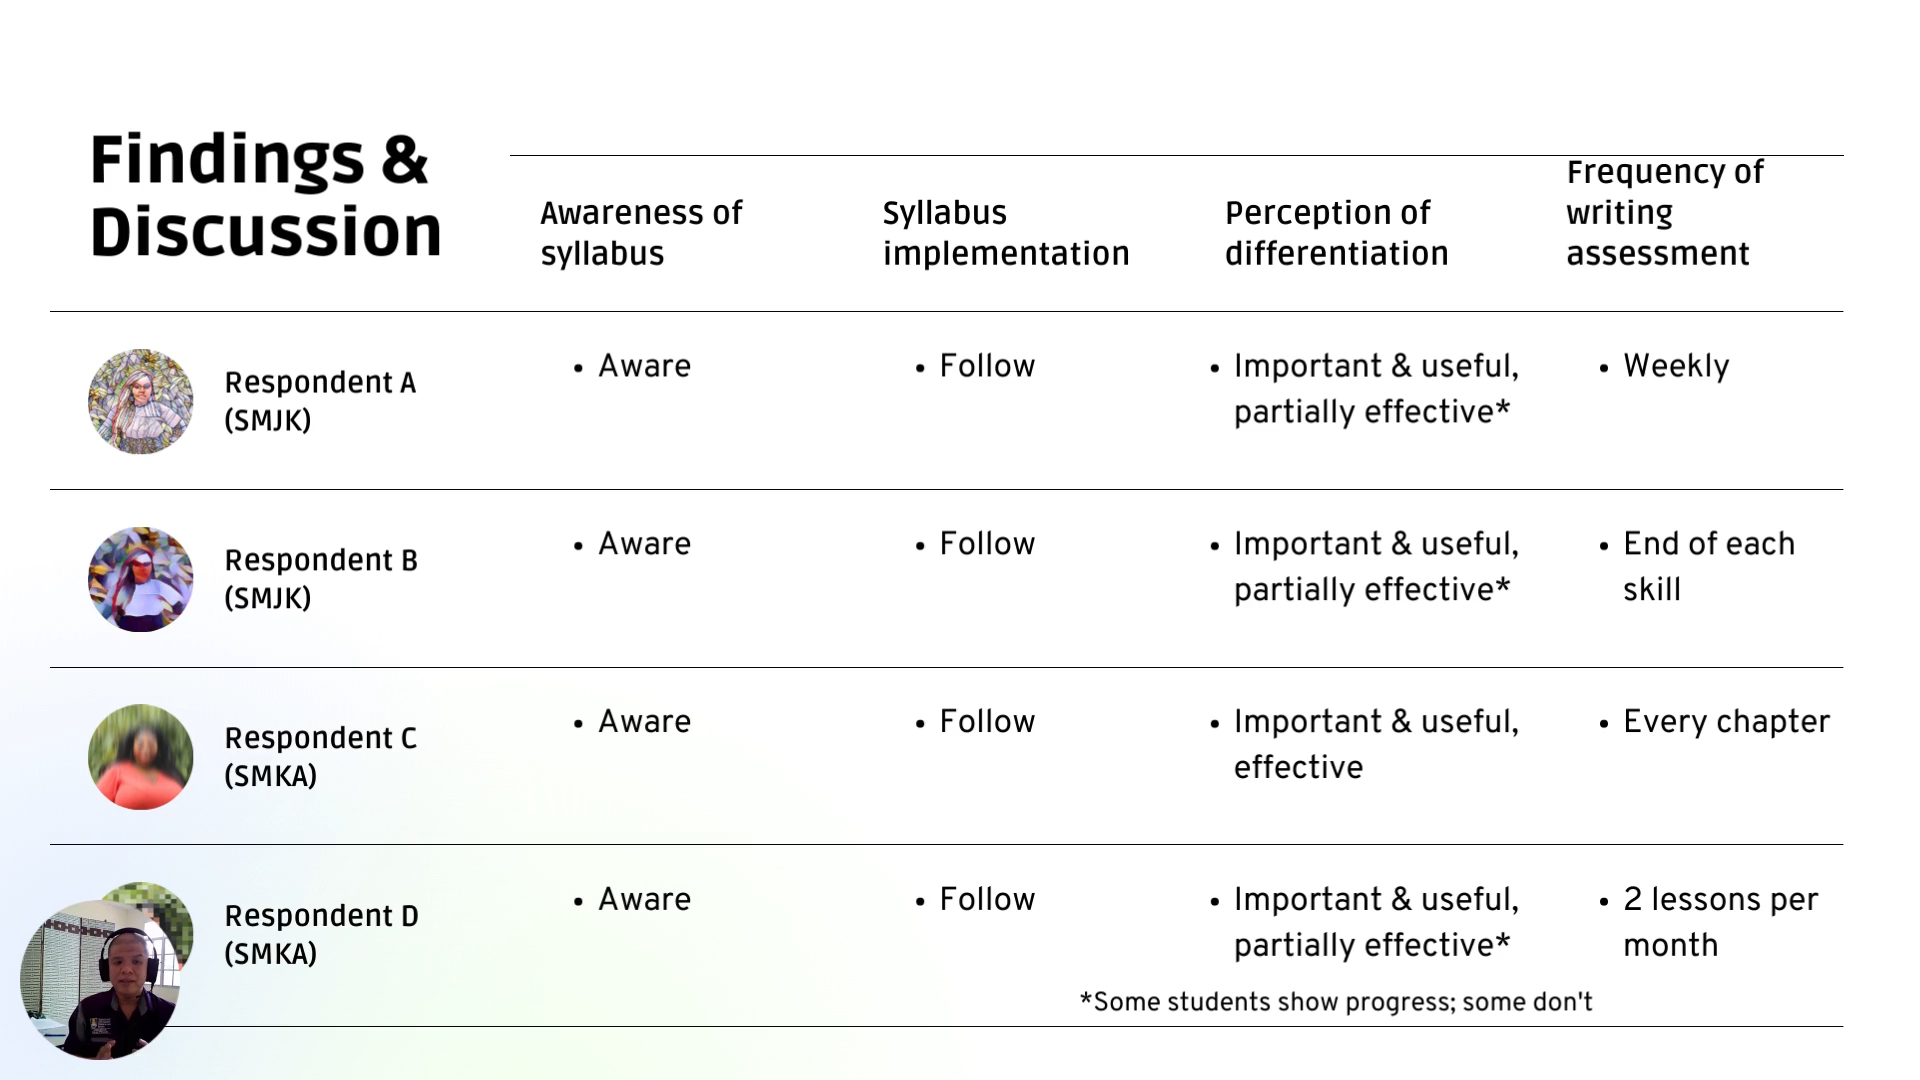 Findings &
Discussion
Awareness of
syllabus
Syllabus
implementation
Perception of
differentiation
Frequency of
writing
assessment
Respondent A
(SMJK)
• Aware
• Follow
• Important & useful,
partially effective*
• Weekly
Respondent B
(SMJK)
• Aware
• Follow
• Important & useful,
partially effective*
• End of each
skill
Respondent C
(SMKA)
• Aware
• Follow
• Important & useful,
effective
• Every chapter
Respondent D
(SMKA)
• Aware
• Follow
• Important & useful,
partially effective*
• 2 lessons per
month
*Some students show progress; some don't